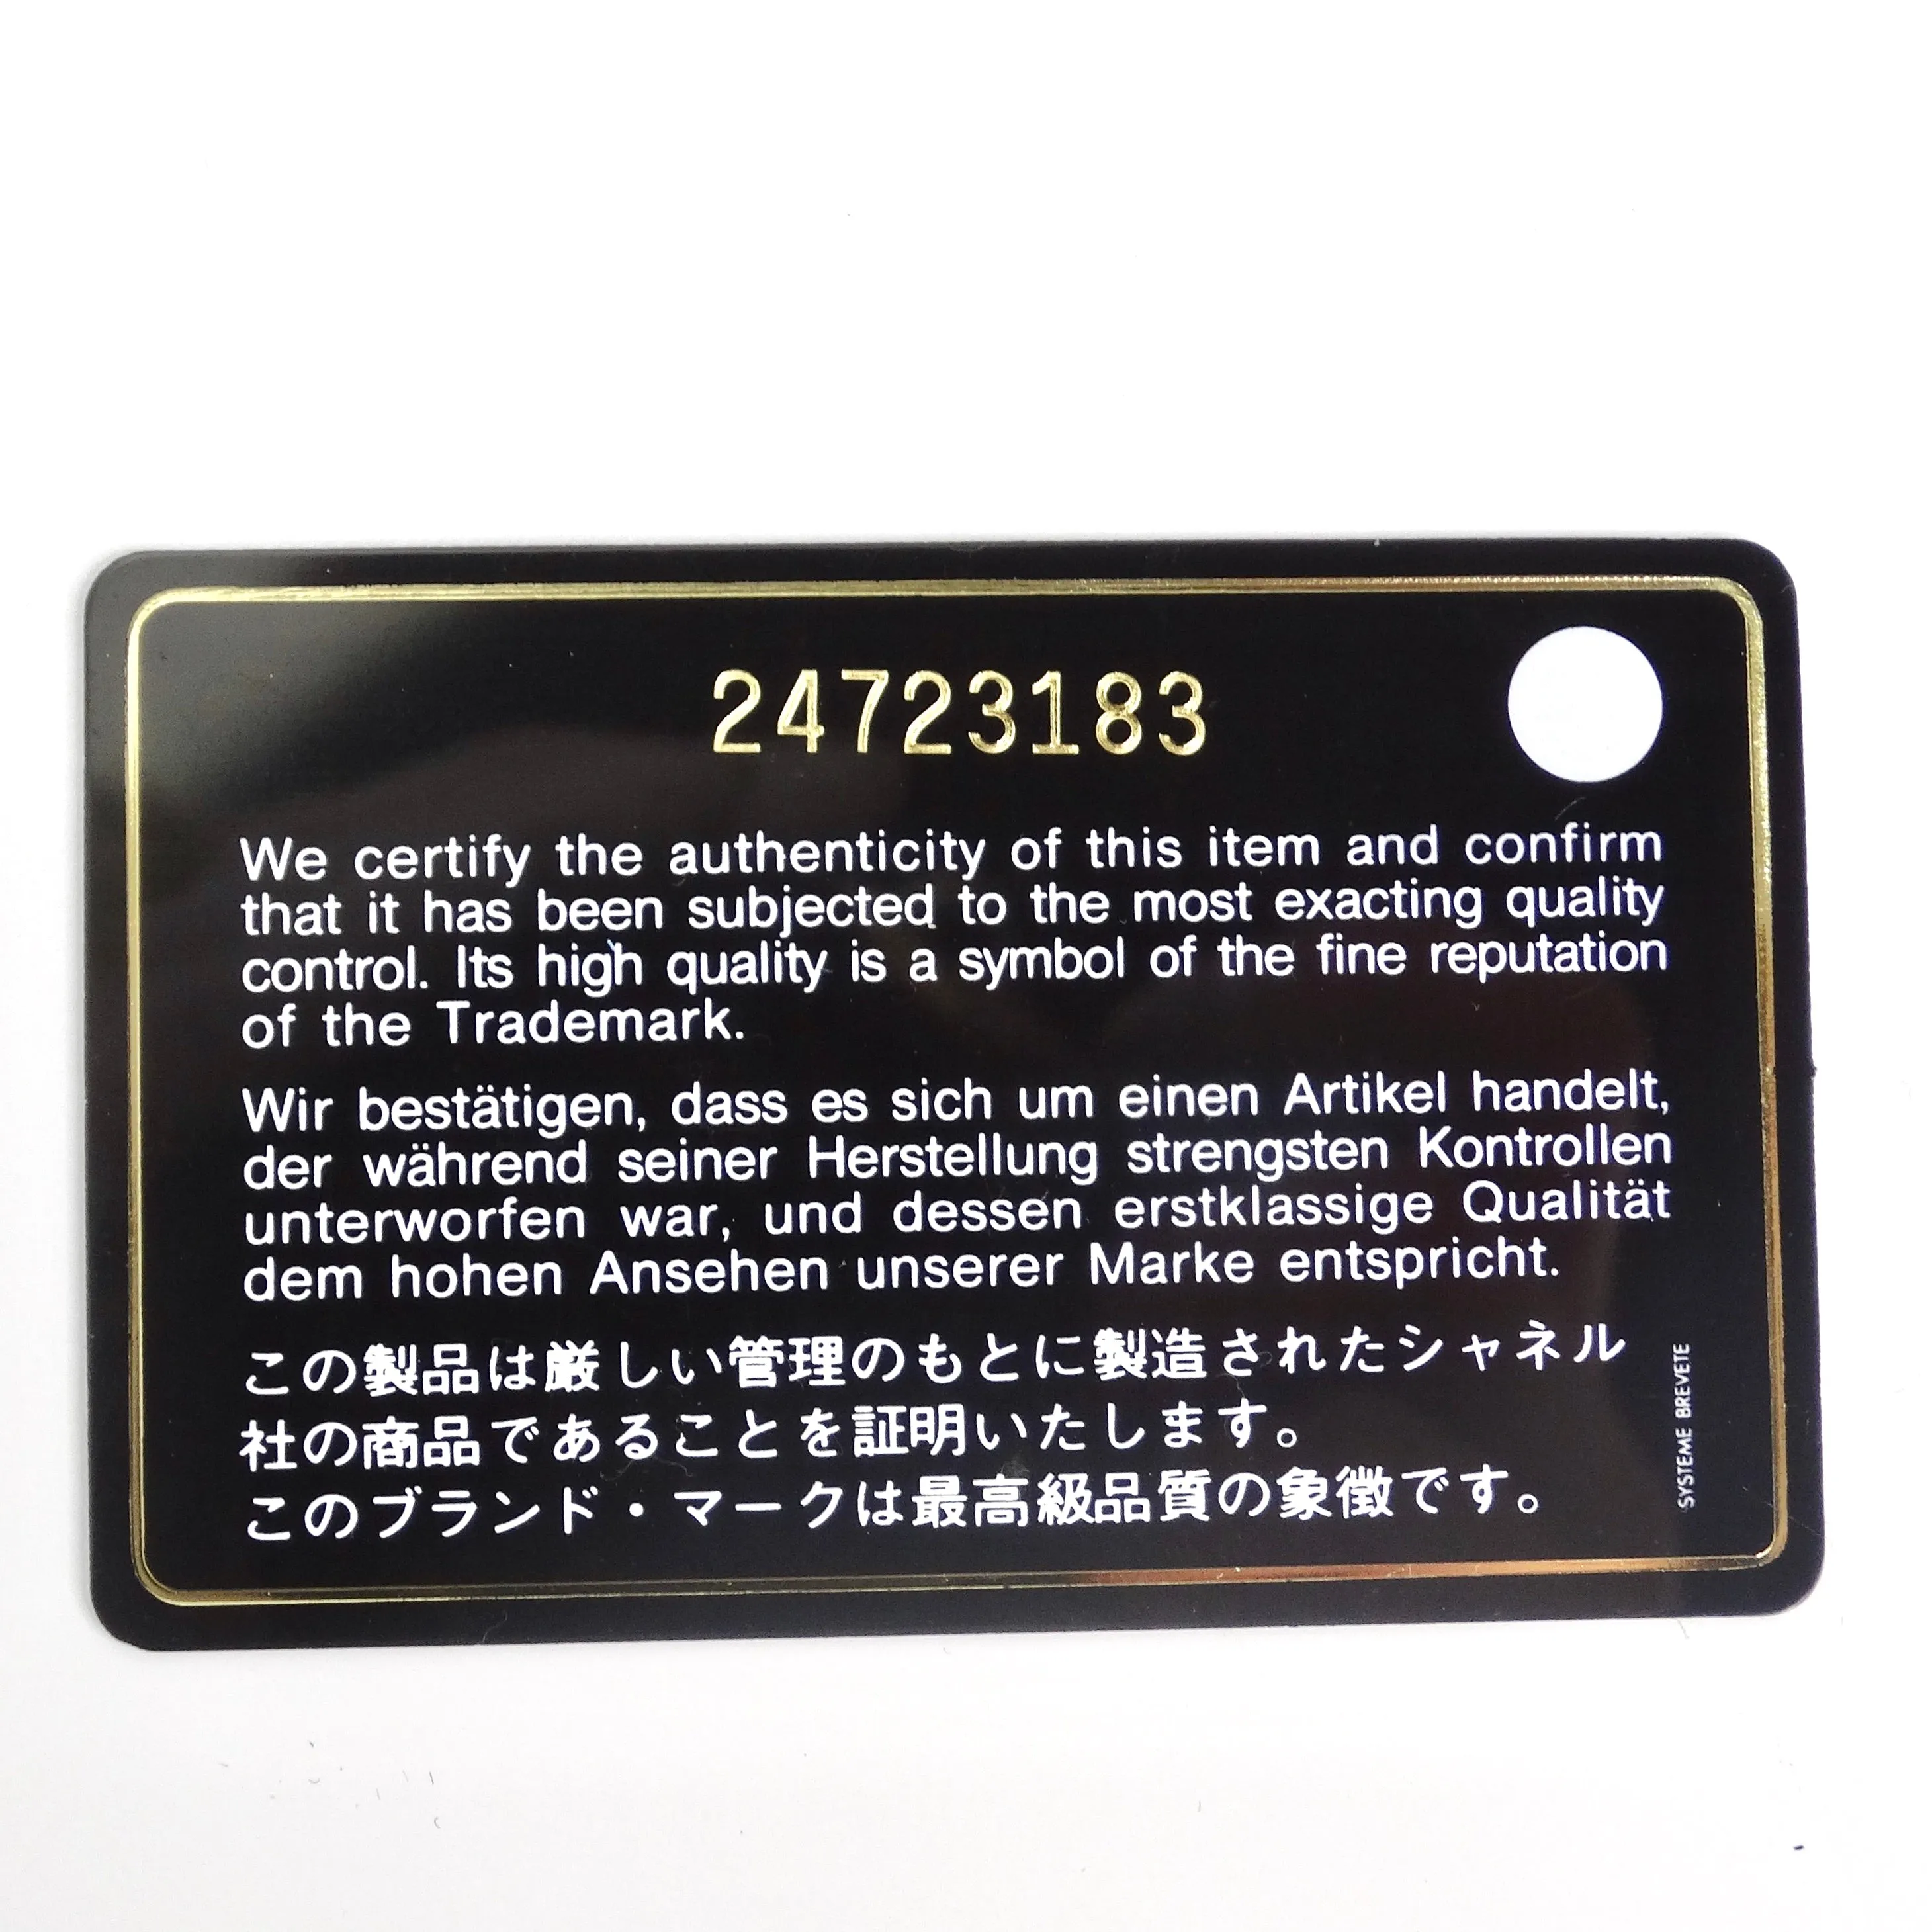 24723183
We certify the authenticity of this item and confirm
that it has been subjected to the most exacting quality
control. Its high quality is a symbol of the fine reputation
of the Trademark.
Wir bestätigen, dass es sich um einen Artikel handelt,
der während seiner Herstellung strengsten Kontrollen
unterworfen war, und dessen erstklassige Qualität
dem hohen Ansehen unserer Marke entspricht.
この製品は厳しい管理のもとに製造されたシャネル
社の商品であることを証明いたします。
このブランド・マークは最高級品質の象徴です。
SYSTEME BREVETE